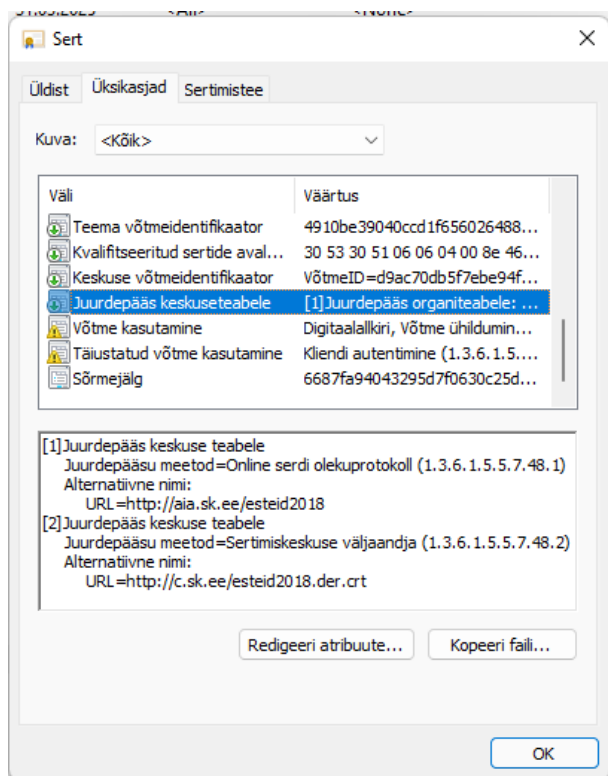 Sert
Üldist Üksikasjad Sertimistee
Kuva: <Kõik>
Väli Väärtus
Teema võtmeidentifikaator 4910be39040ccd1f656026488...
Kvalifitseeritud sertide aval... 30 53 30 51 06 06 04 00 8e 46...
Keskuse võtmeidentifikaator VõtmeID=d9ac70db5f7ebe94f...
Juurdepääs keskuseteabele [1]Juurdepääs organiteabele: ...
Võtme kasutamine Digitaalallkiri, Võtme ühildumin...
Täiustatud võtme kasutamine Kliendi autentimine (1.3.6.1.5....
Sõrmejälg 6687fa94043295d7f0630c25d...
[1]Juurdepääs keskuse teabele
Juurdepääsu meetod=Online serdi olekuprotokoll (1.3.6.1.5.5.7.48.1)
Alternatiivne nimi:
URL=http://aia.sk.ee/esteid2018
[2]Juurdepääs keskuse teabele
Juurdepääsu meetod=Sertimiskeskuse väljaandja (1.3.6.1.5.5.7.48.2)
Alternatiivne nimi:
URL=http://c.sk.ee/esteid2018.der.crt
Redigeeri atribuute... Kopeeri faili...
OK